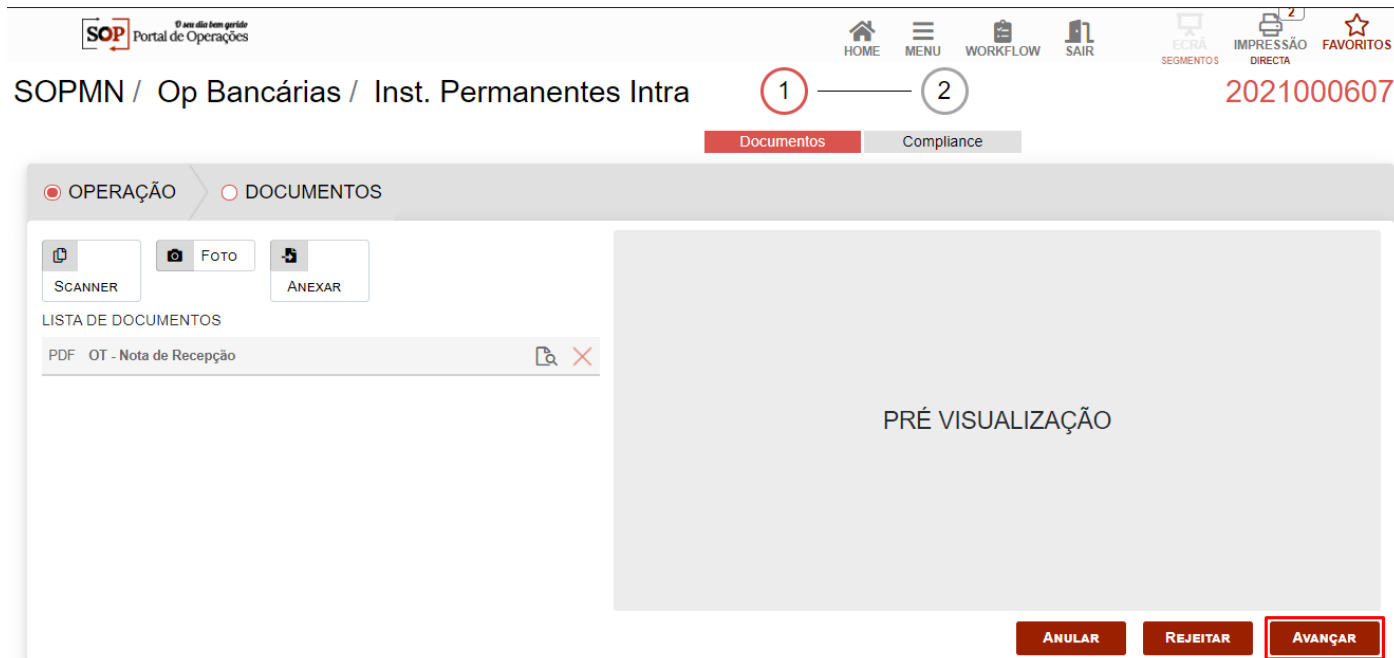 O seu dia bem gerido
SOP Portal de Operações
HOME MENU WORKFLOW SAIR
ECRÃ
SEGMENTOS
2
IMPRESSÃO
DIRECTA
FAVORITOS
SOPMN / Op Bancárias / Inst. Permanentes Intra
1 2
2021000607
Documentos Compliance
OPERAÇÃO DOCUMENTOS
SCANNER
FOTO
ANEXAR
LISTA DE DOCUMENTOS
PDF OT - Nota de Recepção
PRÉ VISUALIZAÇÃO
ANULAR REJEITAR AVANÇAR